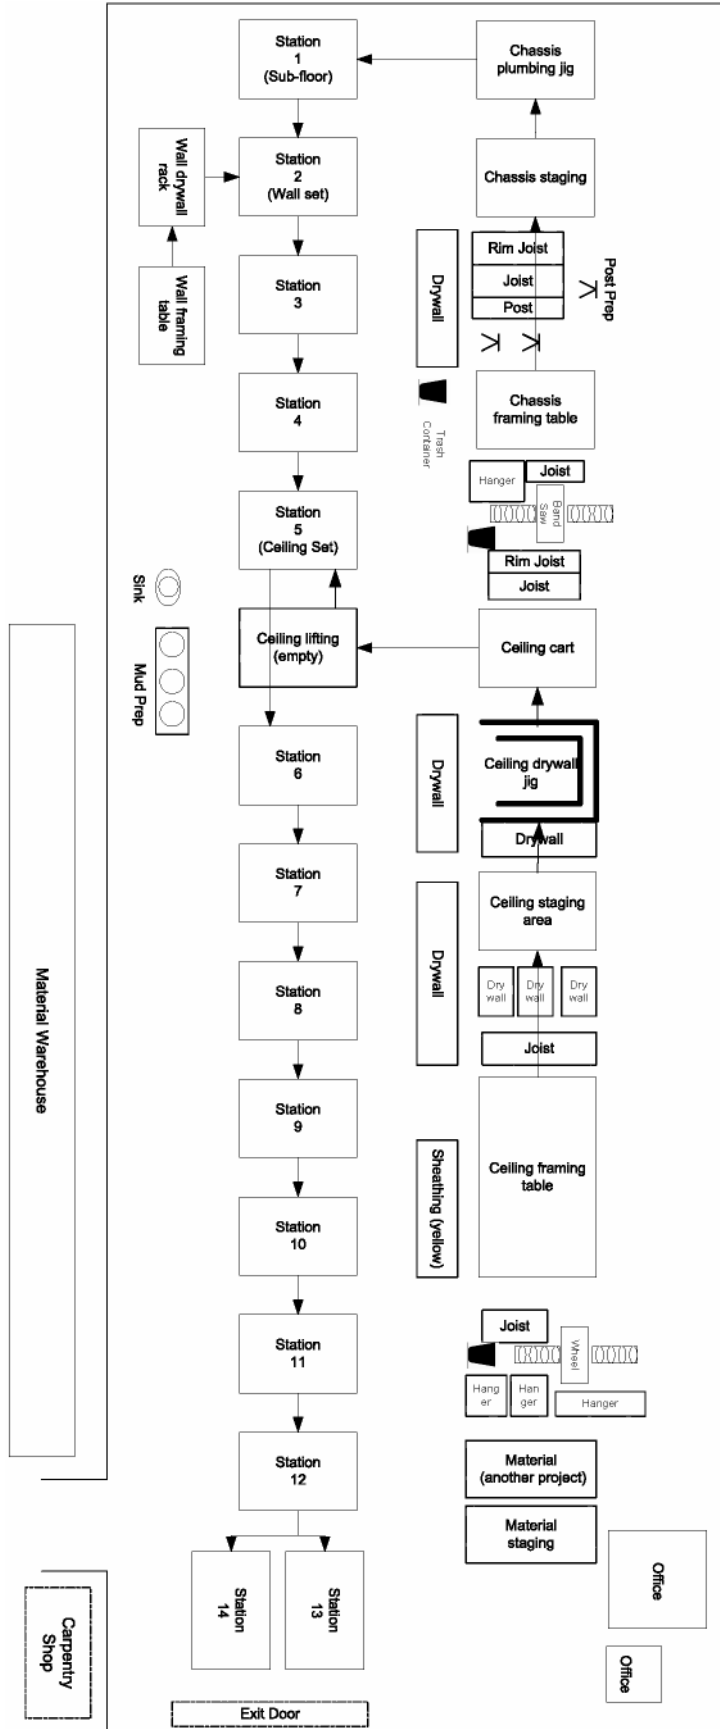 Station
1
(Sub-floor)
Chassis
plumbing jig
Wall drywall
rack
Station
2
(Wall set)
Chassis staging
Wall framing
table
Station
3
Drywall
Rim Joist
Joist
Post
Post Prep
Station
4
Trash
Container
Chassis
framing table
Station
5
(Ceiling Set)
Hanger
Joist
Band
Saw
Rim Joist
Joist
Sink
Mud Prep
Ceiling lifting
(empty)
Ceiling cart
Station
6
Drywall
Ceiling drywall
jig
Drywall
Station
7
Ceiling staging
area
Material Warehouse
Station
8
Drywall
Dry
wall
Dry
wall
Dry
wall
Joist
Station
9
Ceiling framing
table
Sheathing (yellow)
Station
10
Station
11
Joist
Wheel
Hang
er
Han
ger
Hanger
Station
12
Material
(another project)
Material
staging
Station
14
Station
13
Office
Carpentry
Shop
Office
Exit Door